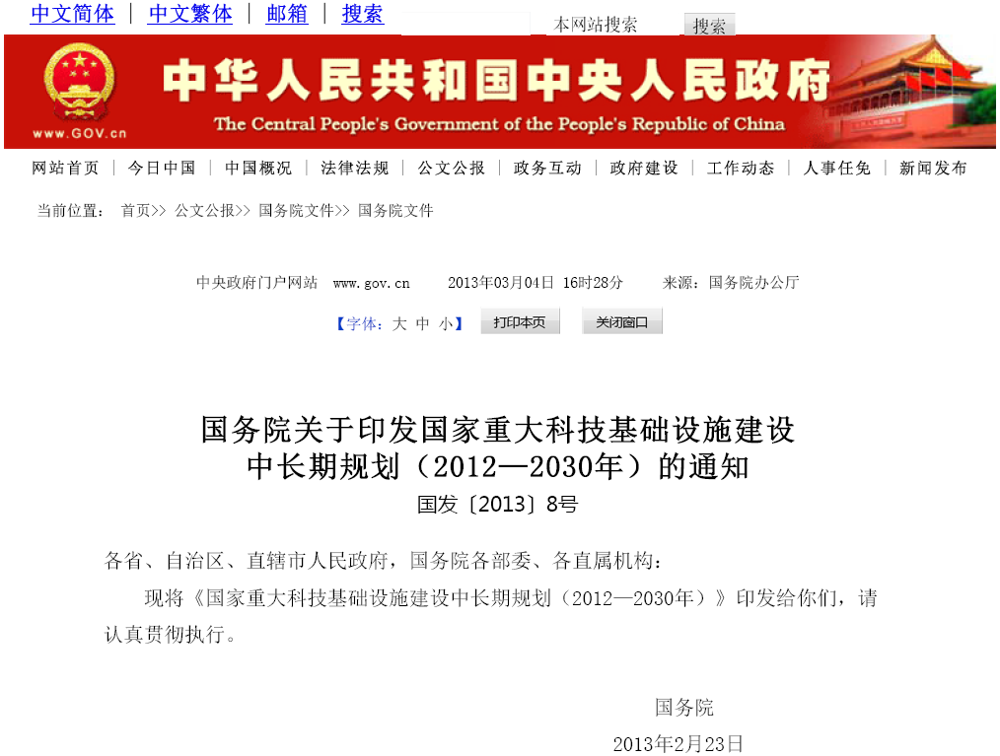 中文简体 | 中文繁体 | 邮箱 | 搜索 本网站搜索 搜索
中华人民共和国中央人民政府
The Central People's Government of the People's Republic of China
www.GOV.cn
网站首页 | 今日中国 | 中国概况 | 法律法规 | 公文公报 | 政务互动 | 政府建设 | 工作动态 | 人事任免 | 新闻发布
当前位置： 首页>> 公文公报>> 国务院文件>> 国务院文件
中央政府门户网站 www.gov.cn 2013年03月04日 16时28分 来源：国务院办公厅
【字体：大 中 小】 打印本页 关闭窗口
国务院关于印发国家重大科技基础设施建设
中长期规划（2012—2030年）的通知
国发〔2013〕8号
各省、自治区、直辖市人民政府，国务院各部委、各直属机构：
现将《国家重大科技基础设施建设中长期规划（2012—2030年）》印发给你们，请
认真贯彻执行。
国务院
2013年2月23日